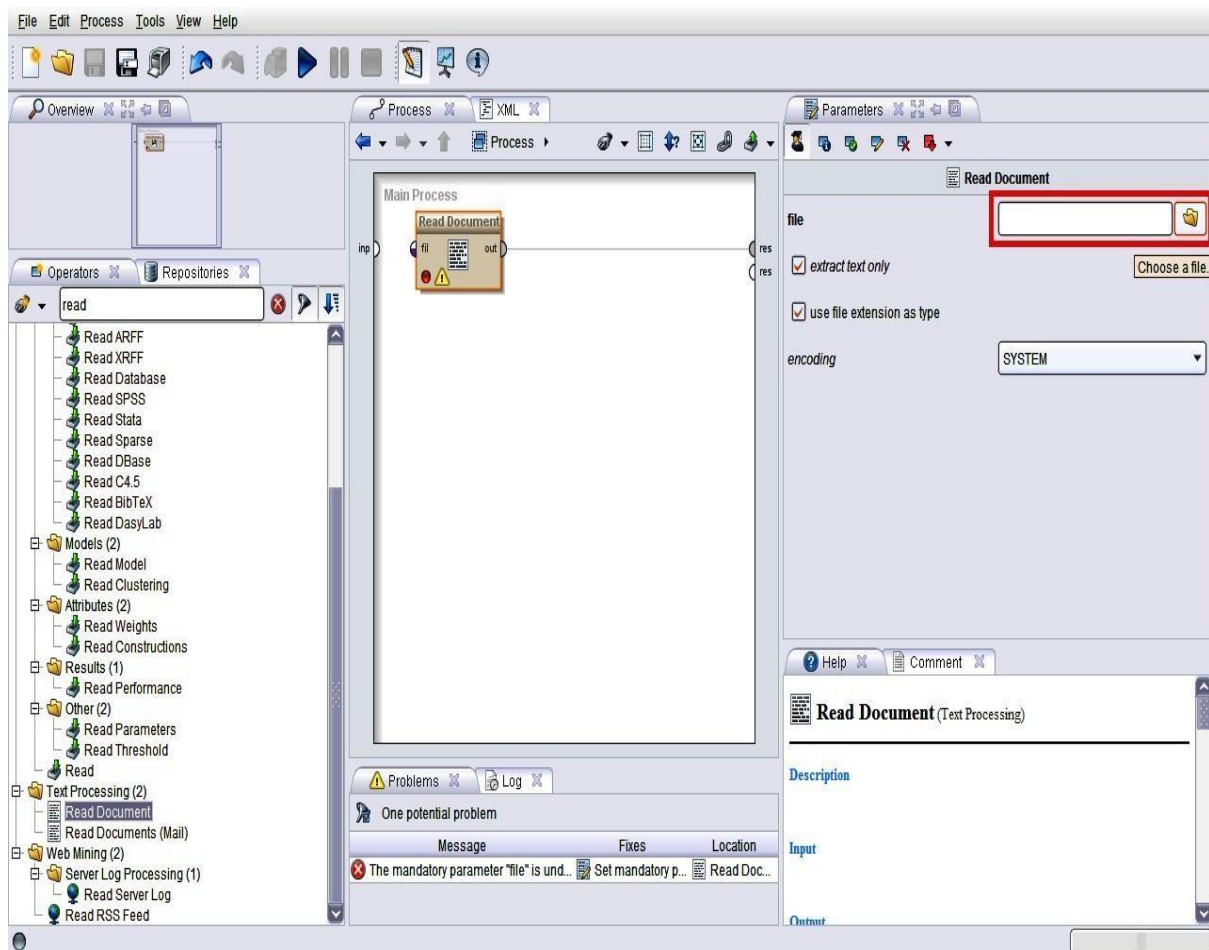 File Edit Process Tools View Help
Overview
Process
XML
Parameters
Process
Read Document
Main Process
Read Document
inp
fil
out
res
res
file
extract text only
Choose a file.
use file extension as type
encoding
SYSTEM
Operators
Repositories
read
Read ARFF
Read XRFF
Read Database
Read SPSS
Read Stata
Read Sparse
Read DBase
Read C4.5
Read BibTeX
Read DasyLab
Models (2)
Read Model
Read Clustering
Attributes (2)
Read Weights
Read Constructions
Results (1)
Read Performance
Other (2)
Read Parameters
Read Threshold
Read
Text Processing (2)
Read Document
Read Documents (Mail)
Web Mining (2)
Server Log Processing (1)
Read Server Log
Read RSS Feed
Problems
Log
One potential problem
Message Fixes Location
The mandatory parameter "file" is und... Set mandatory p... Read Doc...
Help
Comment
Read Document (Text Processing)
Description
Input
Output